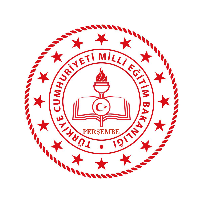 TÜRKİYE CUMHURİYETİ MİLLÎ EĞİTİM BAKANLIĞI
PERŞEMBE